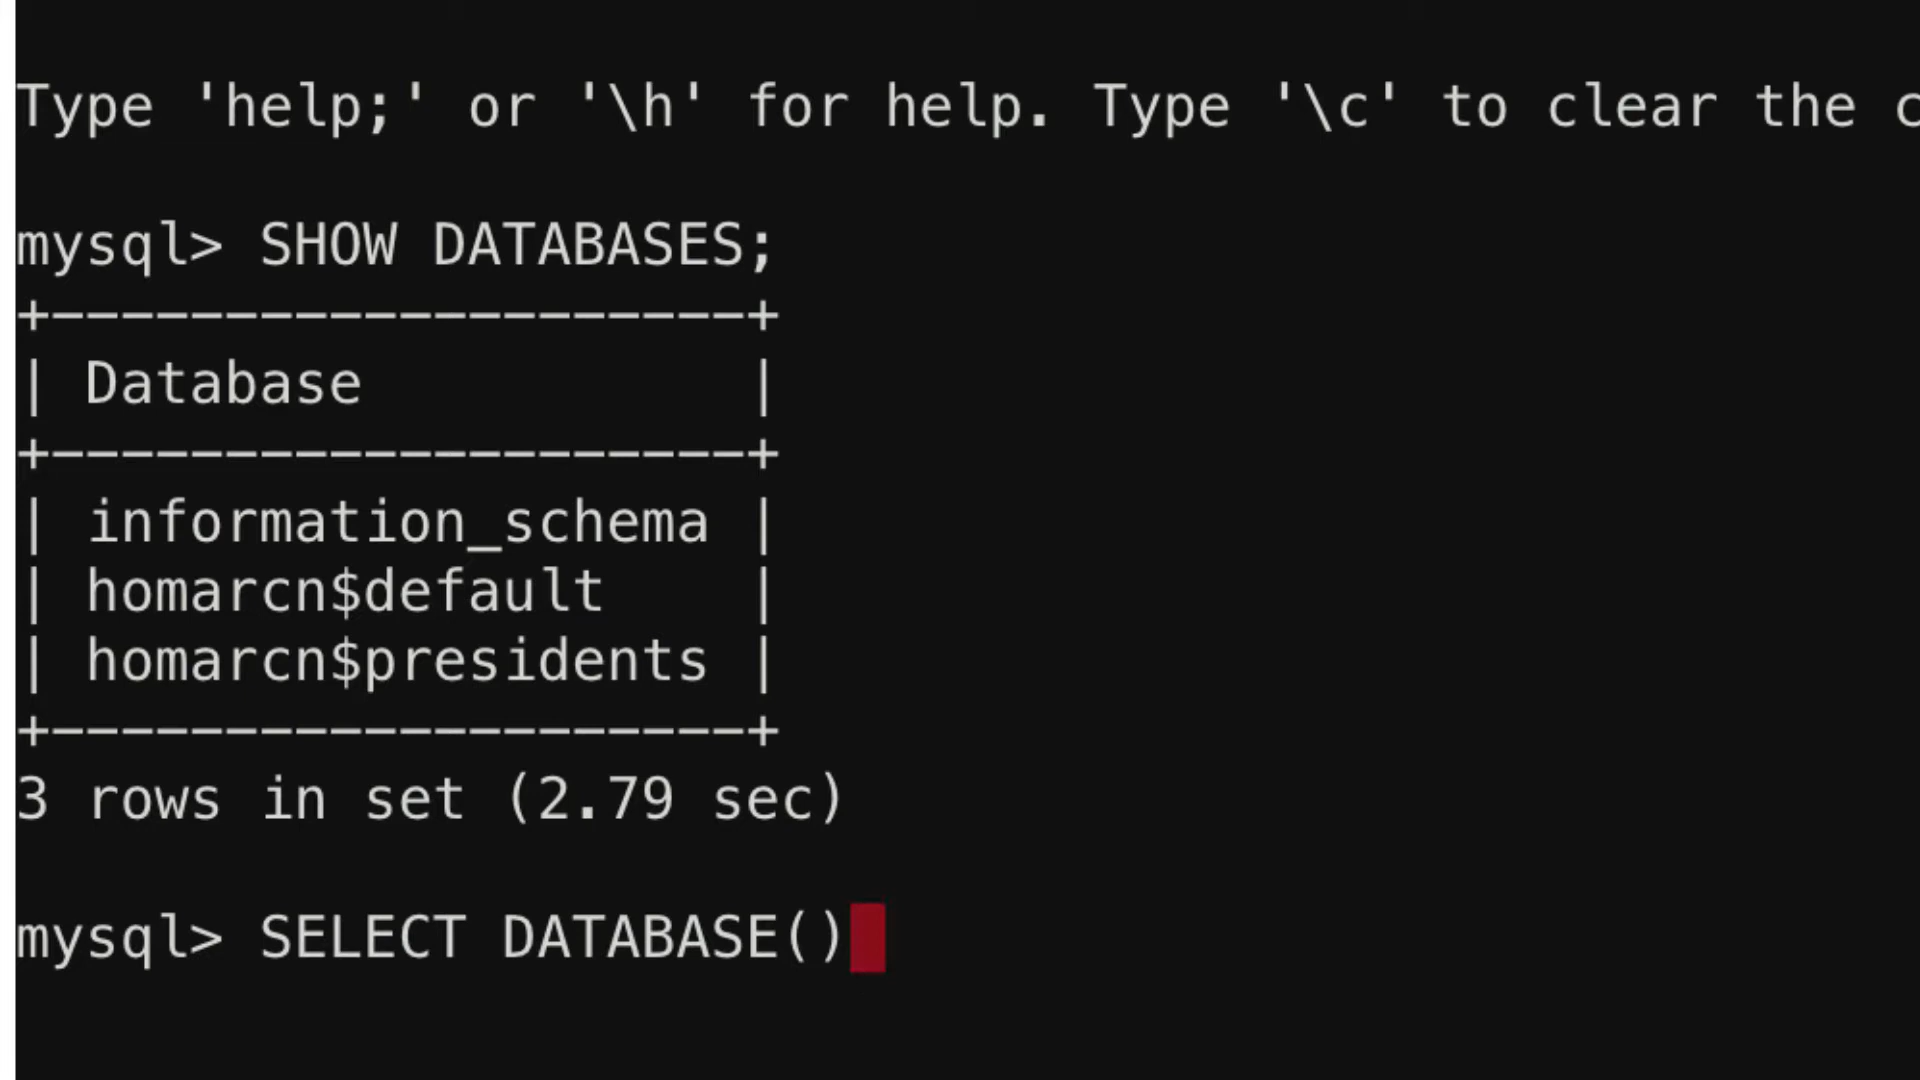 Type 'help;' or '\h' for help. Type '\c' to clear the c
mysql> SHOW DATABASES;
+--------------------+
| Database           |
+--------------------+
| information_schema |
| homarcn$default    |
| homarcn$presidents |
+--------------------+
3 rows in set (2.79 sec)
mysql> SELECT DATABASE()